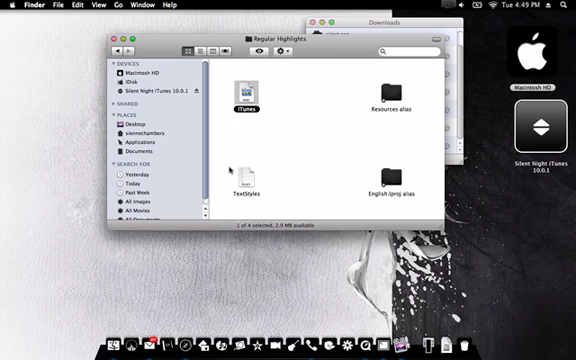 Finder File Edit View Go Window Help
Tue 4:49 PM
Downloads
Regular Highlights
DEVICES
Macintosh HD
iDisk
Silent Night iTunes 10.0.1
SHARED
PLACES
Desktop
siennechambers
Applications
Documents
SEARCH FOR
Yesterday
Today
Past Week
All Images
All Movies
iTunes
Resources alias
TextStyles
English.lproj alias
1 of 4 selected, 2.9 MB available
Macintosh HD
Silent Night iTunes
10.0.1